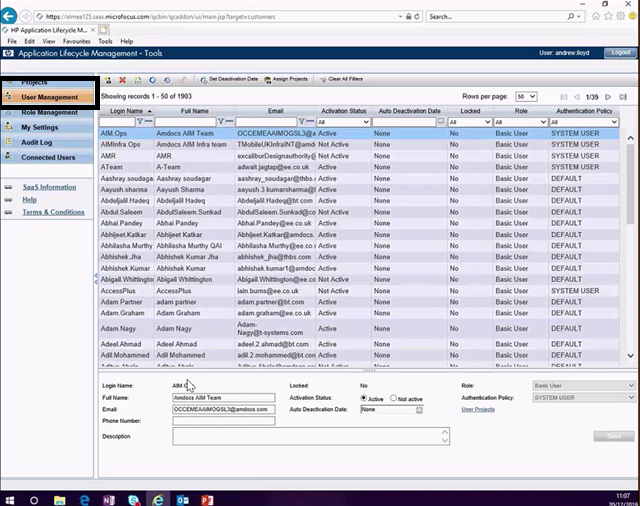 https://almee125.saas.microfocus.com/qcbin/qcaddon/ui/main.jsp?target=customers
Search...
HP Application Lifecycle M...
File Edit View Favourites Tools Help
Application Lifecycle Management - Tools
User: andrew lloyd
Logout
Projects
User Management
Role Management
My Settings
Audit Log
Connected Users
SaaS Information
Help
Terms & Conditions
Set Deactivation Date Assign Projects Clear All Filters
Showing records 1 - 50 of 1903
Rows per page: 50
1/39
Login Name Full Name Email Activation Status Auto Deactivation Date Locked Role Authentication Policy
All All All All
AIM.Ops Amdocs AIM Team OCCEMEAAIMOGSL3@a Active None No Basic User SYSTEM USER
AIMInfra.Ops Amdocs AIM Infra team TMobileUKInfraINT@amdo Active None No Basic User SYSTEM USER
AMR AMR excaliburDesignauthority@ Not Active None No Basic User SYSTEM USER
ATeam A-Team adwait.jagtap@ee.co.uk Active None No Basic User SYSTEM USER
Aashray.soudagar Aashray Soudagar aashray_soudagar@thbs. Active None No Basic User DEFAULT
Aayush.sharma Aayush Sharma aayush.3.kumarsharma@l Active None No Basic User DEFAULT
Abdeljalil.Hadeq Abdeljalil Hadeq abdeljalil.hadeq@amdocs Not Active None No Basic User DEFAULT
Abdul.Saleem AbdulSaleem Sunkad AbdulSaleem.Sunkad@co Not Active None No Basic User DEFAULT
Abhai.Pandey Abhai Pandey abhai.pandey@ee.co.uk Active None No Basic User DEFAULT
Abhijeet.Katkar Abhijeet Katkar abhijeet.katkar@amdocs. Active None No Basic User DEFAULT
Abhilasha.Murthy Abhilasha Murthy QAI Abhilasha.Murthy@ee.co. Not Active None No Basic User DEFAULT
Abhishek.Jha Abhishek Kumar Jha abhishek_jha@thbs.com Active None No Basic User DEFAULT
Abhishek.Kumar Abhishek Kumar abhishek.kumar1@amdoc Active None No Basic User DEFAULT
Abigail.Whittington Abigail Whittington Abigail.Whittington@ee.co. Not Active None No Basic User DEFAULT
AccessPlus AccessPlus iain.burns@ee.co.uk Active None No Basic User SYSTEM USER
Adam Partner adam partner adam.partner@bt.com Active None No Basic User DEFAULT
Adam.Graham Adam Graham adam.graham@ee.co.uk Active None No Basic User DEFAULT
Adam.Nagy Adam Nagy Adam-
Nagy@t-systems.com Active None No Basic User DEFAULT
Adeel.Ahmad Adeel Ahmad adeel.2.ahmad@bt.com Active None No Basic User DEFAULT
Adil.Mohammed Adil Mohammed adil.2.mohammed@bt.com Active None No Basic User DEFAULT
Login Name: AIM.O
Locked: No
Role: Basic User
Full Name: Amdocs AIM Team
Activation Status: Active Not active
Authentication Policy: SYSTEM USER
Email: OCCEMEAAIMOGSL3@amdocs.com
Auto Deactivation Date: None
User Projects
Phone Number:
Description
Save
11:07
20/12/2019